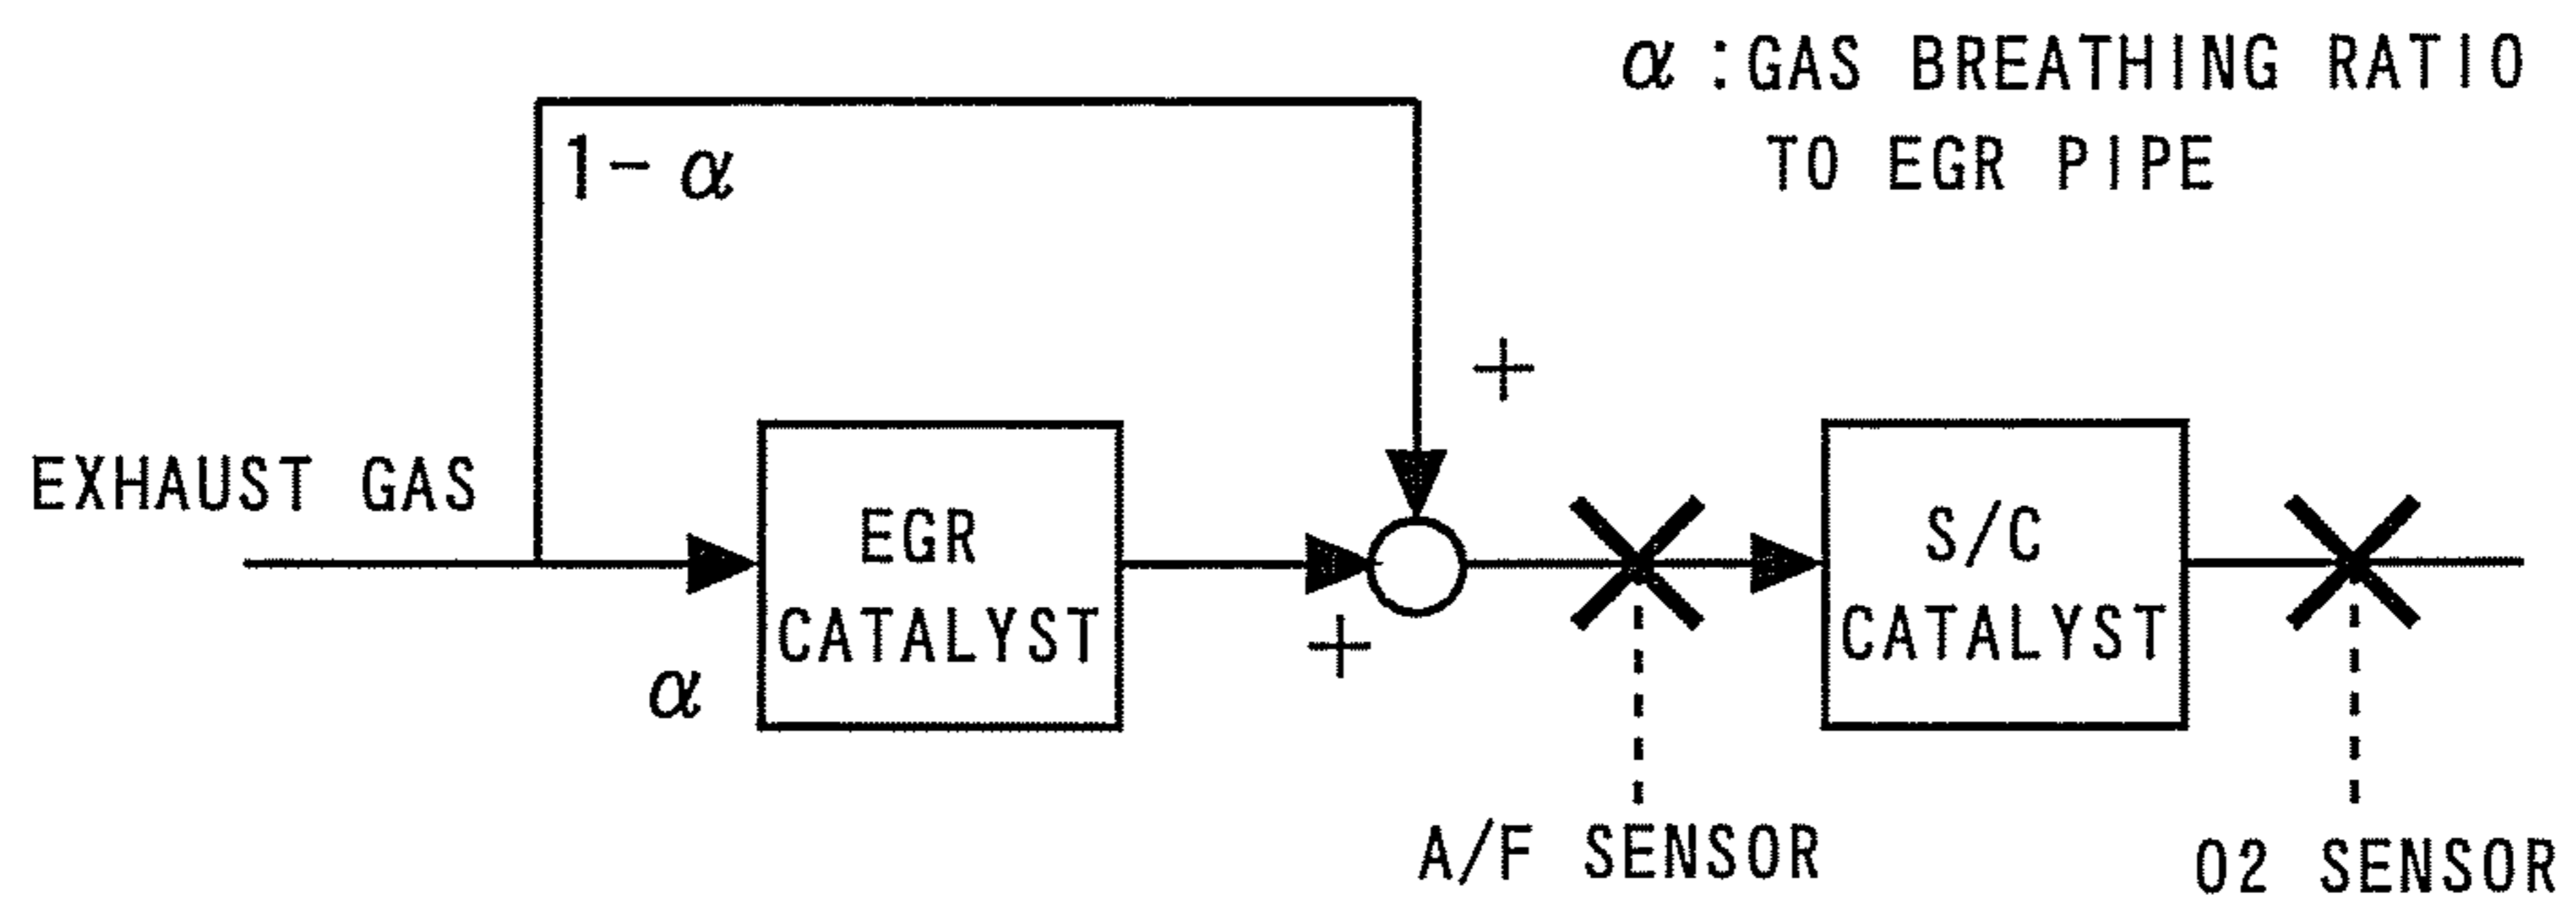 α : GAS BREATHING RATIO
TO EGR PIPE
1- α
+
EXHAUST GAS
EGR
CATALYST
S/C
CATALYST
α
+
A/F SENSOR
O2 SENSOR